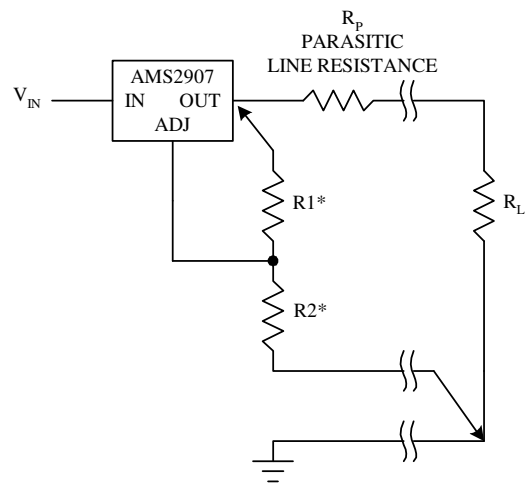 R_P
PARASITIC
LINE RESISTANCE
AMS2907
V_IN
IN OUT
ADJ
R1*
R_L
R2*